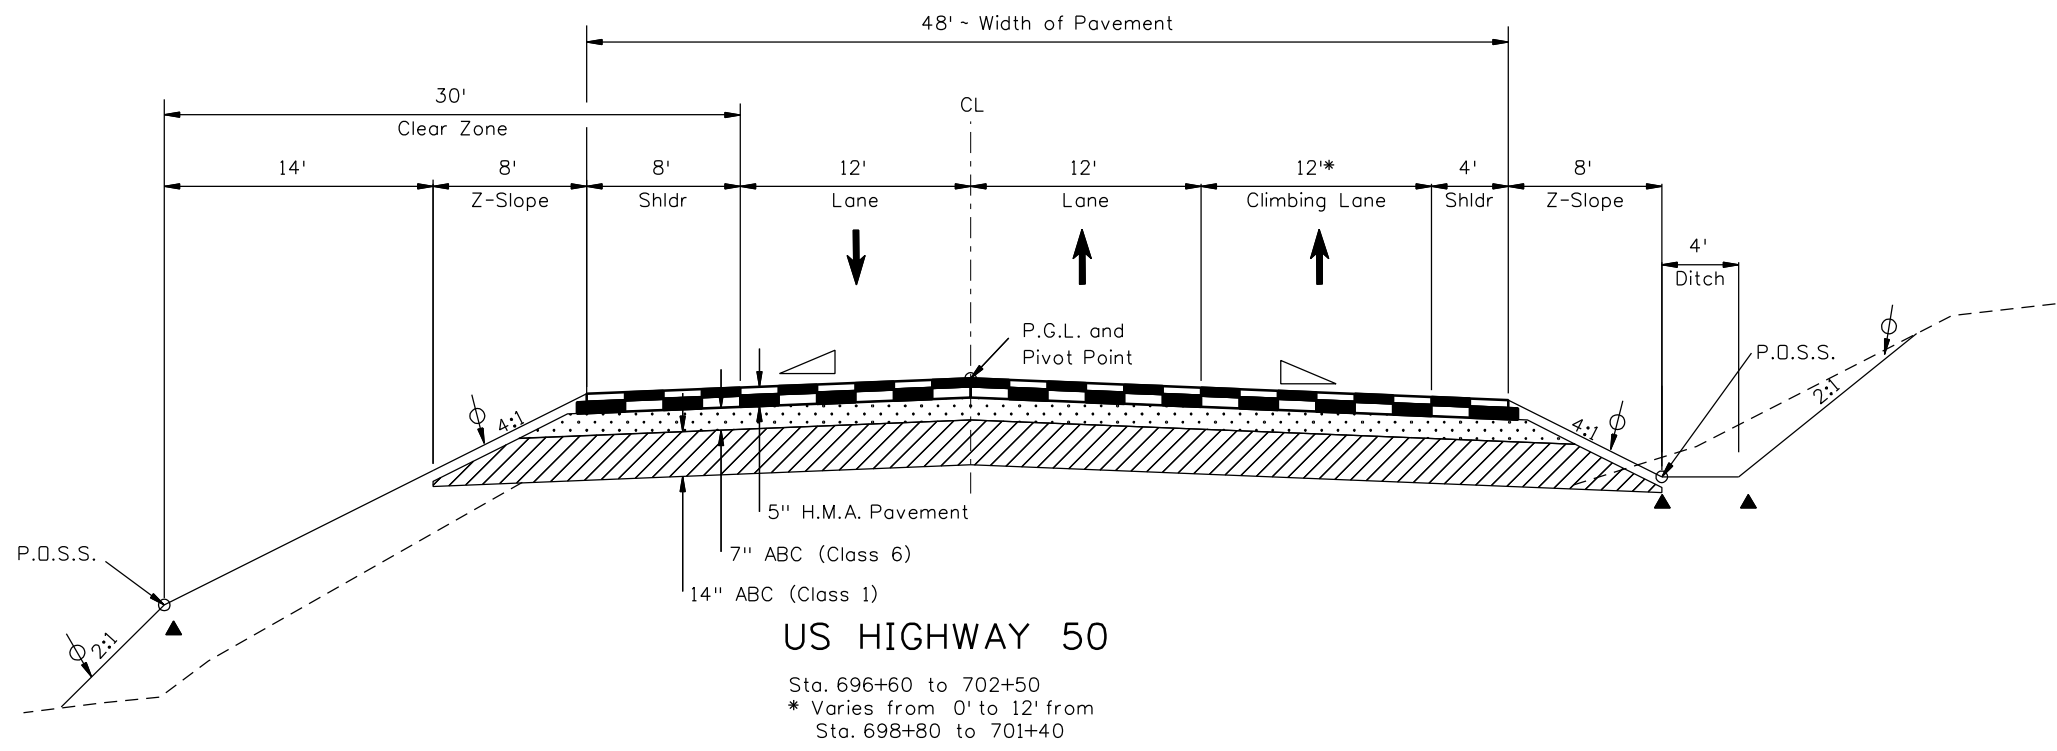 48' ~ Width of Pavement
30'
Clear Zone
CL
14' 8' 8' 12' 12' 12'* 4' 8'
Z-Slope Shldr Lane Lane Climbing Lane Shldr Z-Slope
4'
Ditch
P.G.L. and
Pivot Point
P.O.S.S.
2:1
4:1
4:1
5" H.M.A. Pavement
7" ABC (Class 6)
P.O.S.S.
14" ABC (Class 1)
2:1
US HIGHWAY 50
Sta. 696+60 to 702+50
* Varies from 0' to 12' from
Sta. 698+80 to 701+40